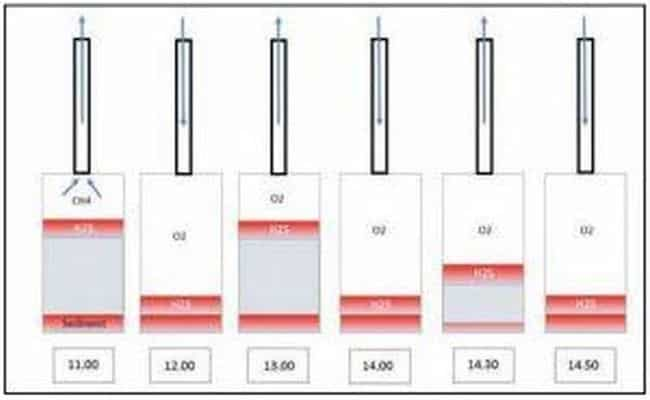 CH4
H2S
Sediment
11.00
O2
H2S
12.00
O2
H2S
13.00
O2
H2S
14.00
O2
H2S
14.30
O2
H2S
14.50